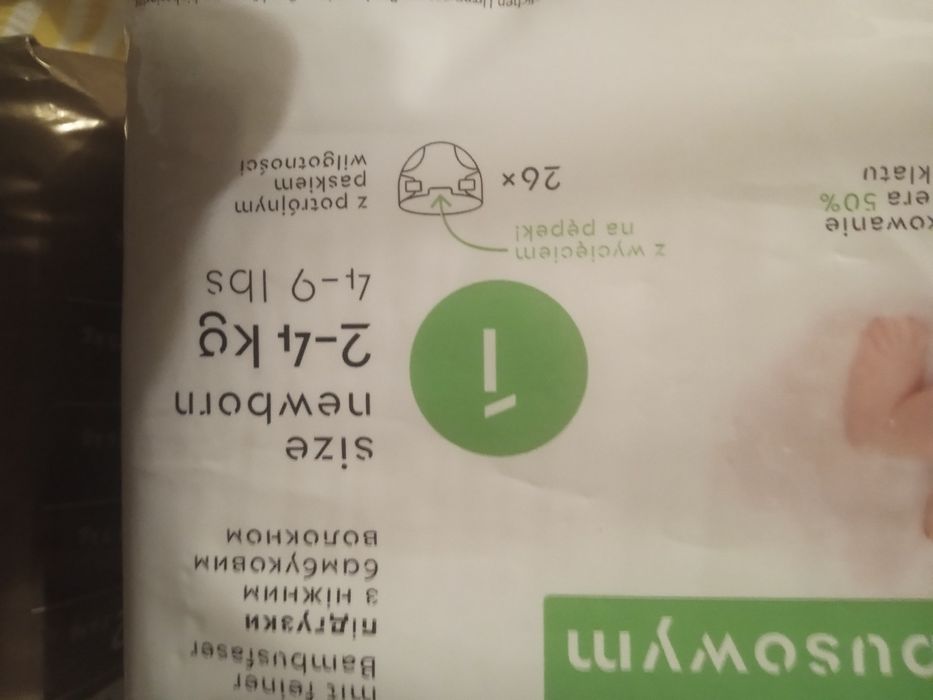 busowym
mit feiner
Bambusfaser
підгузки
з ніжним
бамбуковим
волокном
1
size
newborn
2-4 kg
4-9 lbs
z wycięciem
na pępek!
26×
z potrójnym
paskiem
wilgotności
kowanie
era 50%
klatu